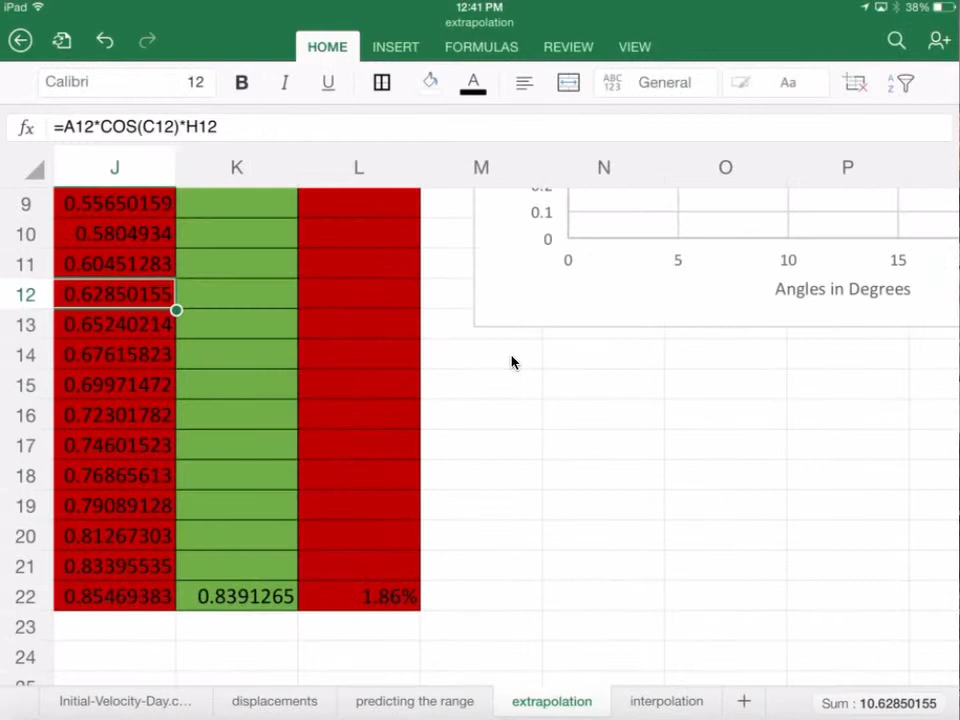 iPad 12:41 PM 38%
extrapolation
HOME INSERT FORMULAS REVIEW VIEW
Calibri 12 B I U A ABC 123 General Aa A Z
fx =A12*COS(C12)*H12
J K L M N O P
9 0.55650159
10 0.5804934
11 0.60451283
12 0.62850155
13 0.65240214
14 0.67615823
15 0.69971472
16 0.72301782
17 0.74601523
18 0.76865613
19 0.79089128
20 0.81267303
21 0.83395535
22 0.85469383 0.8391265 1.86%
23
24
0.2
0.1
0
0 5 10 15
Angles in Degrees
Initial-Velocity-Day.c... displacements predicting the range extrapolation interpolation + Sum : 10.62850155